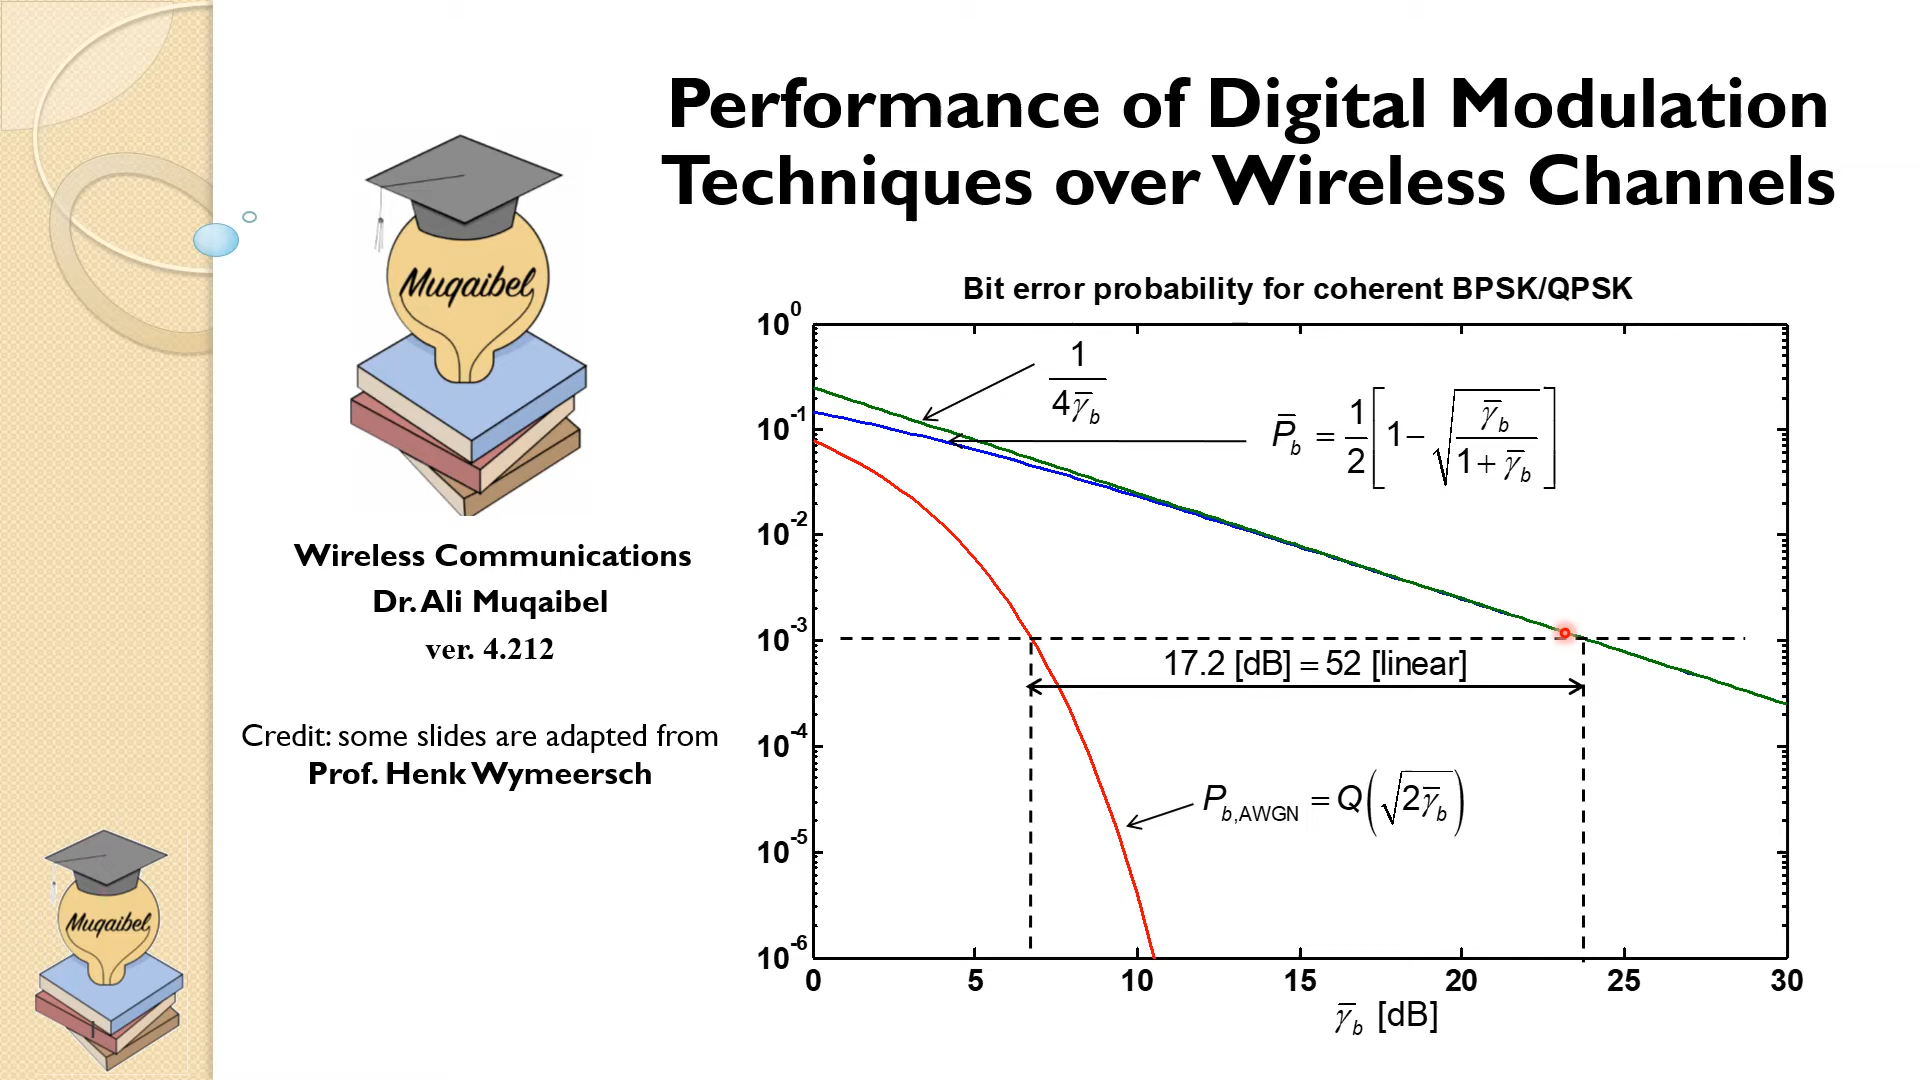 Performance of Digital Modulation
Techniques over Wireless Channels
Muqaibel
Wireless Communications
Dr. Ali Muqaibel
ver. 4.212
Credit: some slides are adapted from
Prof. Henk Wymeersch
Muqaibel
Bit error probability for coherent BPSK/QPSK
10^0
10^-1
10^-2
10^-3
10^-4
10^-5
10^-6
1/(4γ̄_b)
P̄_b = 1/2 [1 − √(γ̄_b/(1 + γ̄_b))]
17.2 [dB] = 52 [linear]
P_b,AWGN = Q(√(2γ̄_b))
0 5 10 15 20 25 30
γ̄_b [dB]